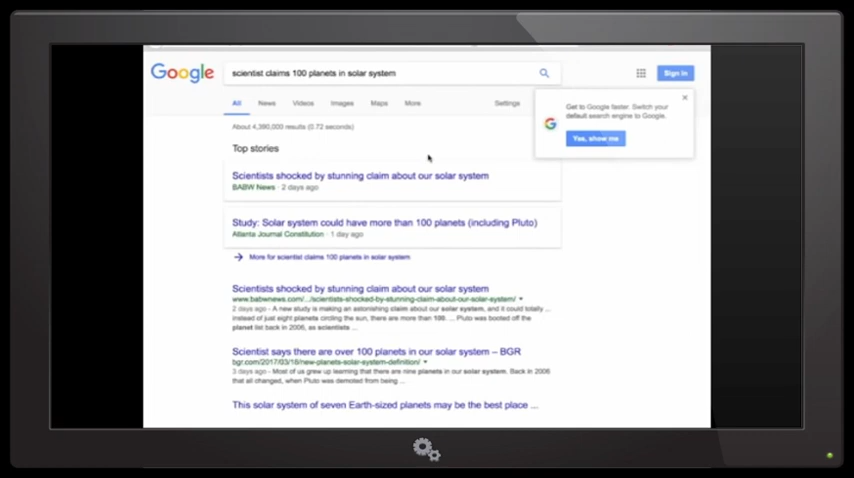 Google
scientist claims 100 planets in solar system
Sign in
All News Videos Images Maps More Settings
Get to Google faster. Switch your
default search engine to Google.
Yes, show me
About 4,380,000 results (0.72 seconds)
Top stories
Scientists shocked by stunning claim about our solar system
BABW News · 2 days ago
Study: Solar system could have more than 100 planets (including Pluto)
Atlanta Journal Constitution · 1 day ago
More for scientist claims 100 planets in solar system
Scientists shocked by stunning claim about our solar system
www.babwnews.com/.../scientists-shocked-by-stunning-claim-about-our-solar-system/
2 days ago - A new study is making an astonishing claim about our solar system, and it could totally ...
instead of just eight planets circling the sun, there are more than 100. ... Pluto was booted off the
planet list back in 2006, as scientists ...
Scientist says there are over 100 planets in our solar system – BGR
bgr.com/2017/03/18/new-planets-solar-system-definition/
3 days ago - Most of us grew up learning that there were nine planets in our solar system. Back in 2006
that all changed, when Pluto was demoted from being ...
This solar system of seven Earth-sized planets may be the best place ...